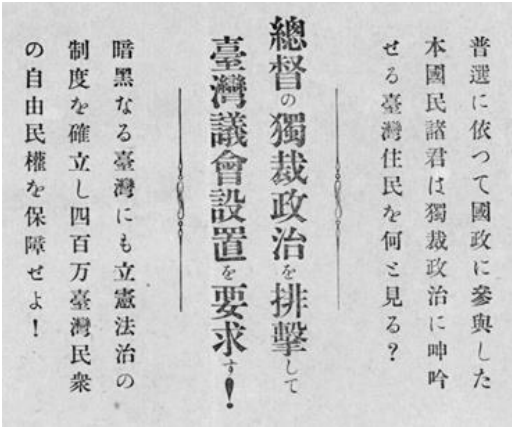 普選に依つて國政に參與した
本國民諸君は獨裁政治に呻吟
せる臺灣住民を何と見る？
總督の獨裁政治を排擊して
臺灣議會設置を要求す！
暗黑なる臺灣にも立憲法治の
制度を確立し四百万臺灣民衆
の自由民權を保障せよ！